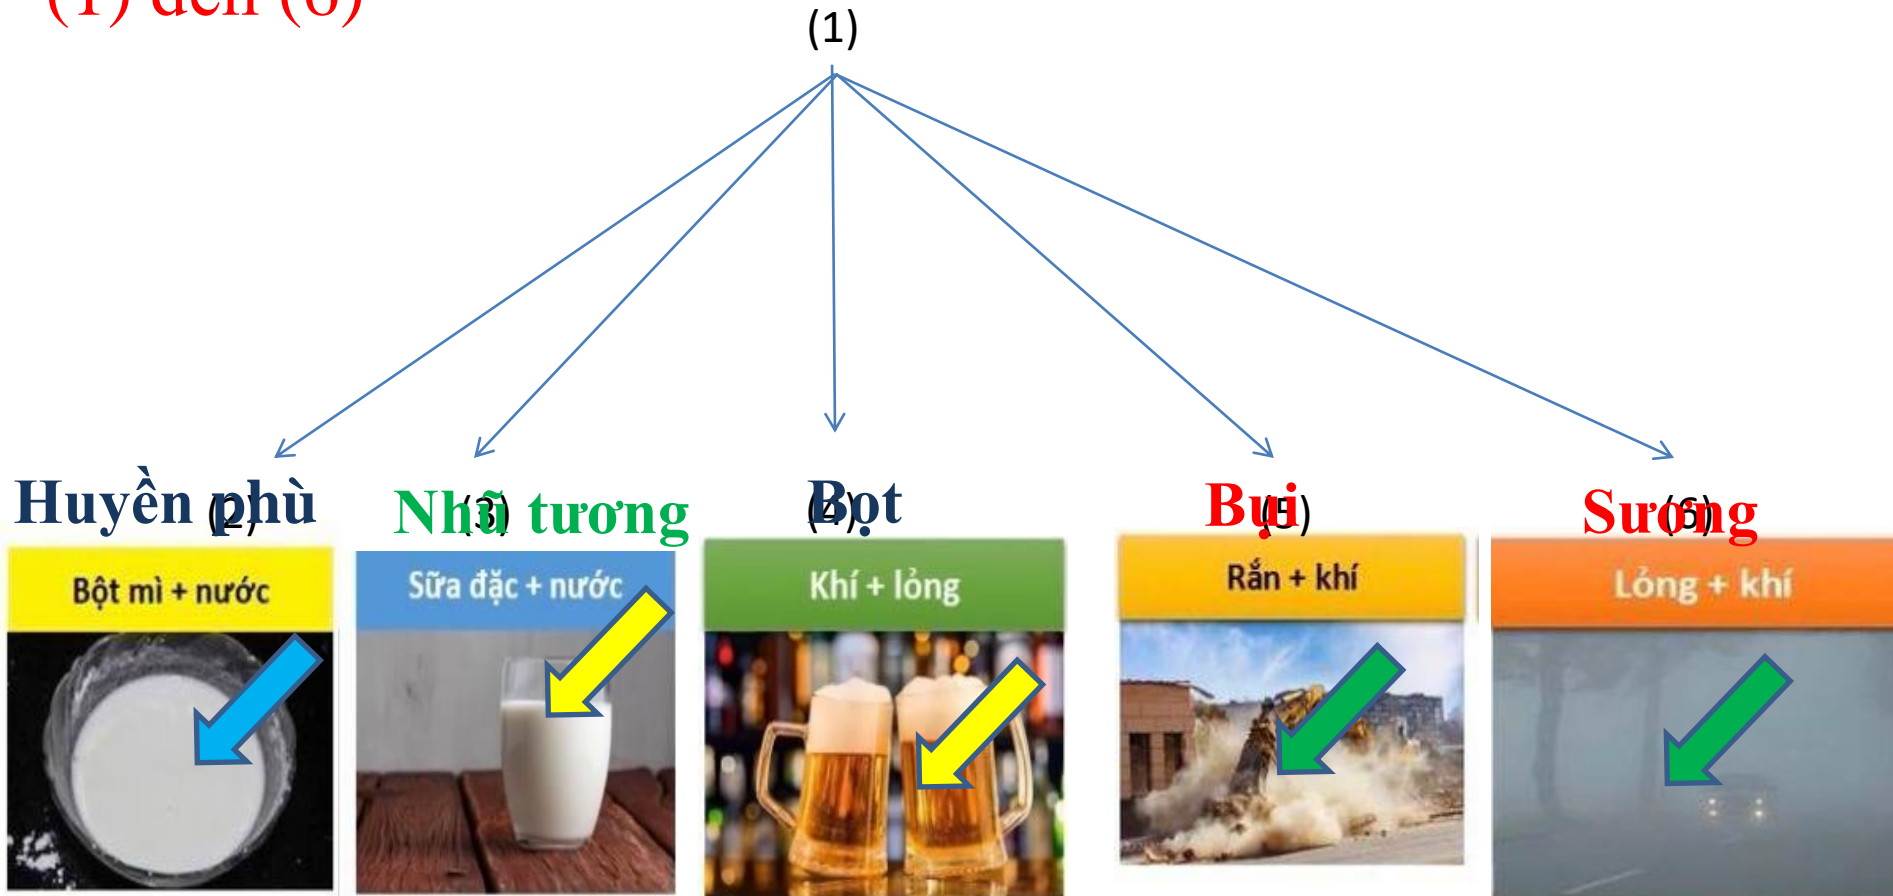 (1) đến (6)
(1)
Huyền phù (2)
Nhũ tương (3)
Bọt (4)
Bụi (5)
Sương (6)
Bột mì + nước
Sữa đặc + nước
Khí + lỏng
Rắn + khí
Lỏng + khí